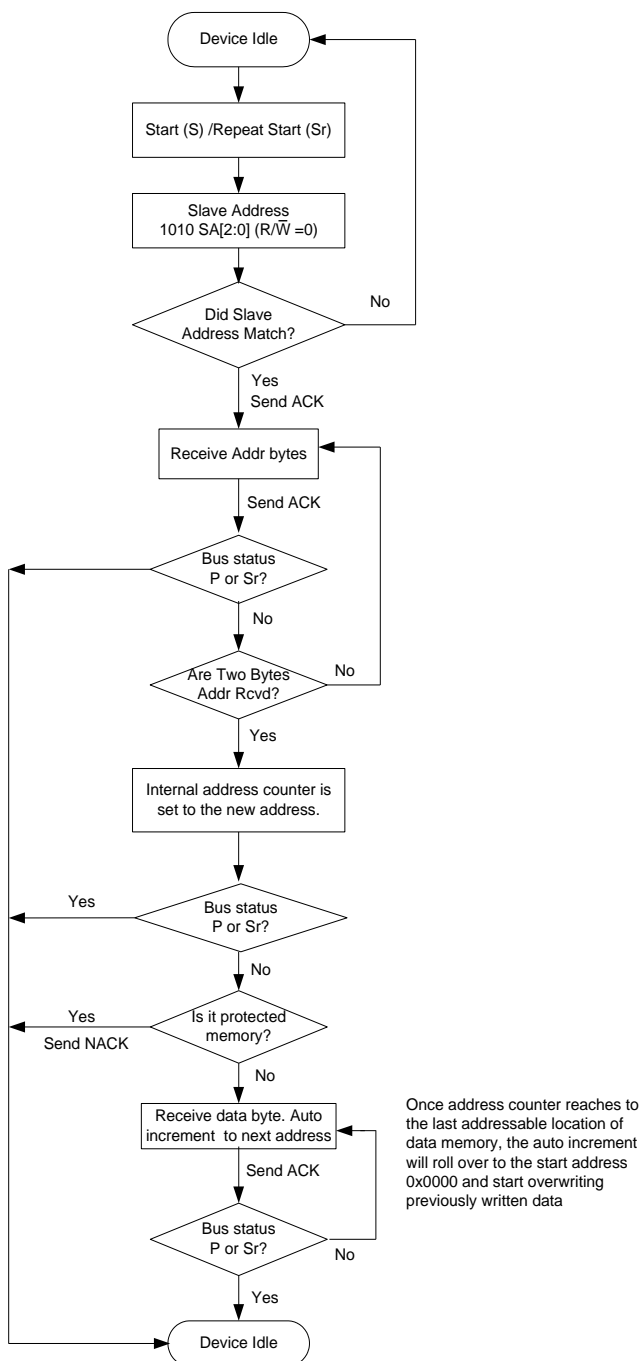 Device Idle
Start (S) /Repeat Start (Sr)
Slave Address
1010 SA[2:0] (R/W̅ =0)
Did Slave
Address Match?
No
Yes
Send ACK
Receive Addr bytes
Send ACK
Bus status
P or Sr?
No
Are Two Bytes
Addr Rcvd?
No
Yes
Internal address counter is
set to the new address.
Yes
Bus status
P or Sr?
No
Yes
Send NACK
Is it protected
memory?
No
Receive data byte. Auto
increment to next address
Once address counter reaches to
the last addressable location of
data memory, the auto increment
will roll over to the start address
0x0000 and start overwriting
previously written data
Send ACK
Bus status
P or Sr?
No
Yes
Device Idle